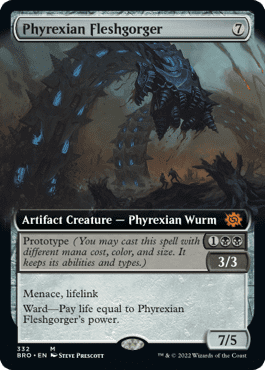 Phyrexian Fleshgorger 7
Artifact Creature — Phyrexian Wurm
Prototype (You may cast this spell with
different mana cost, color, and size. It
keeps its abilities and types.)
1
3/3
Menace, lifelink
Ward—Pay life equal to Phyrexian
Fleshgorger's power.
7/5
332 M
BRO • EN Steve Prescott
™ & © 2022 Wizards of the Coast